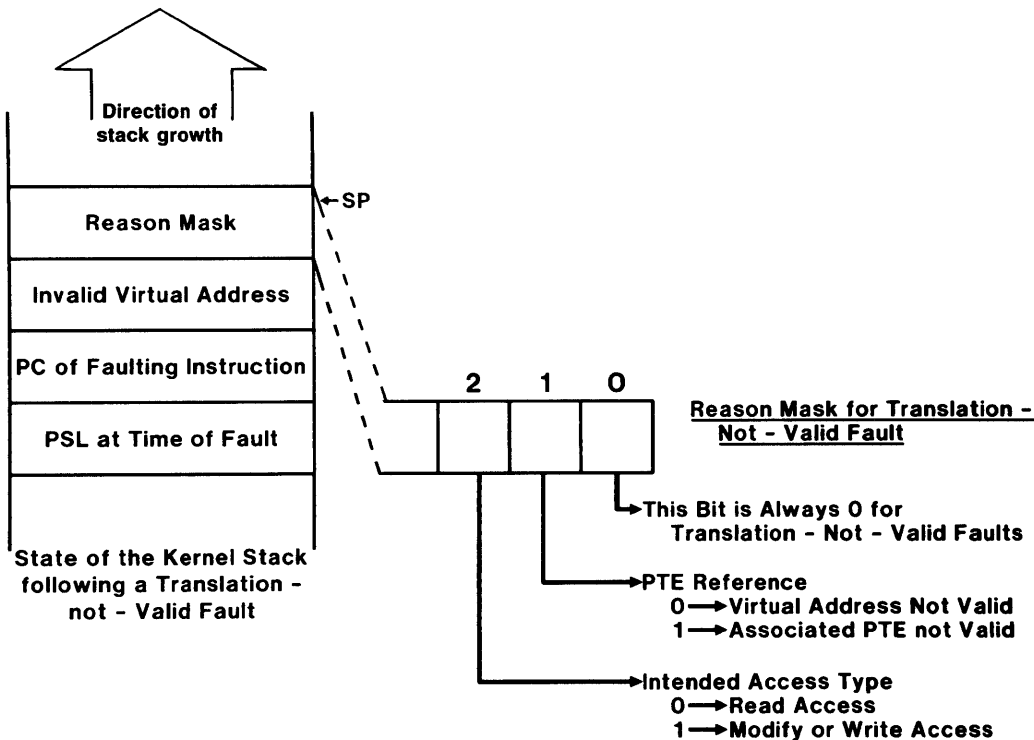 Direction of
stack growth
←SP
Reason Mask
Invalid Virtual Address
PC of Faulting Instruction
PSL at Time of Fault
State of the Kernel Stack
following a Translation -
not - Valid Fault
2 1 0
Reason Mask for Translation -
Not - Valid Fault
This Bit is Always 0 for
Translation - Not - Valid Faults
PTE Reference
0→Virtual Address Not Valid
1→Associated PTE not Valid
Intended Access Type
0→Read Access
1→Modify or Write Access